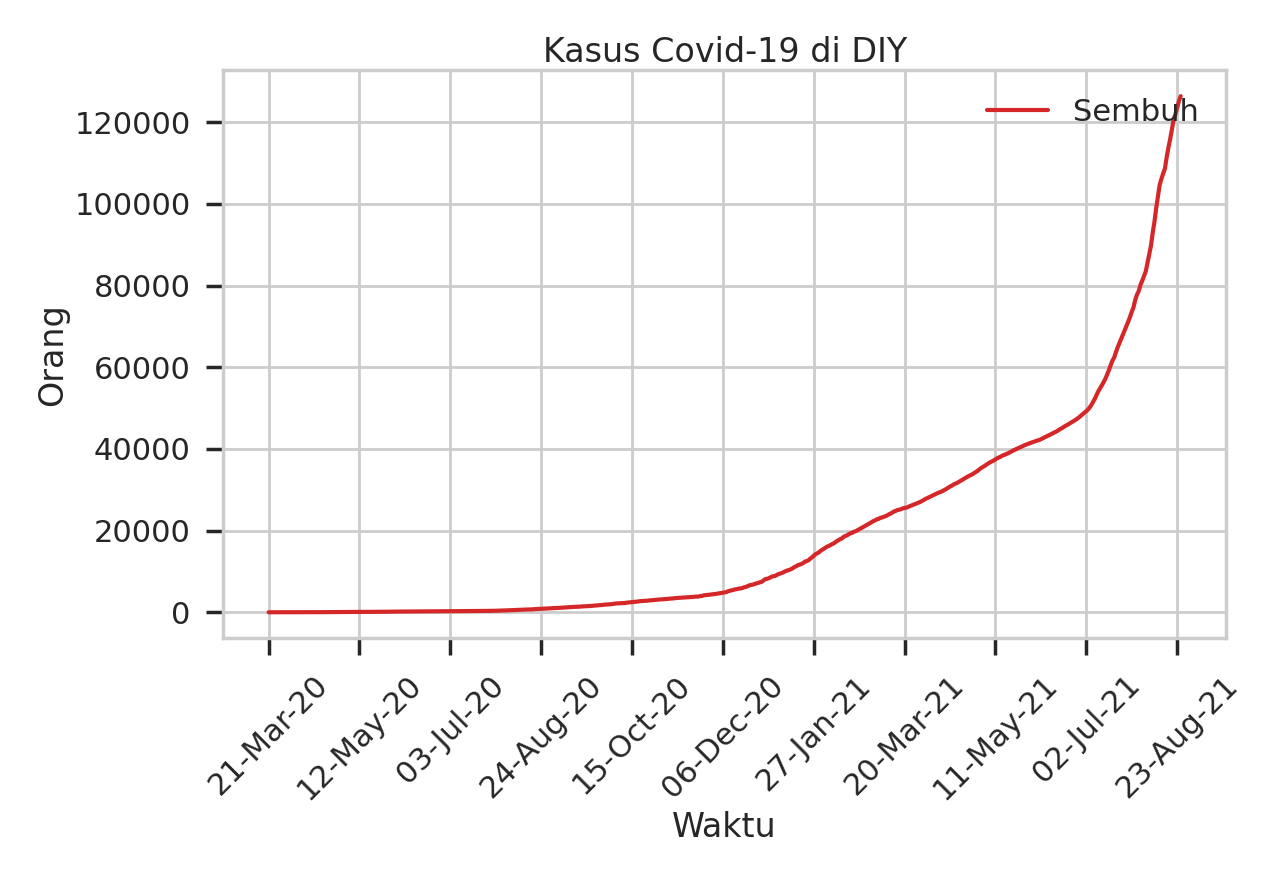 Kasus Covid-19 di DIY
Sembuh
120000
100000
80000
60000
40000
20000
0
Orang
21-Mar-20
12-May-20
03-Jul-20
24-Aug-20
15-Oct-20
06-Dec-20
27-Jan-21
20-Mar-21
11-May-21
02-Jul-21
23-Aug-21
Waktu